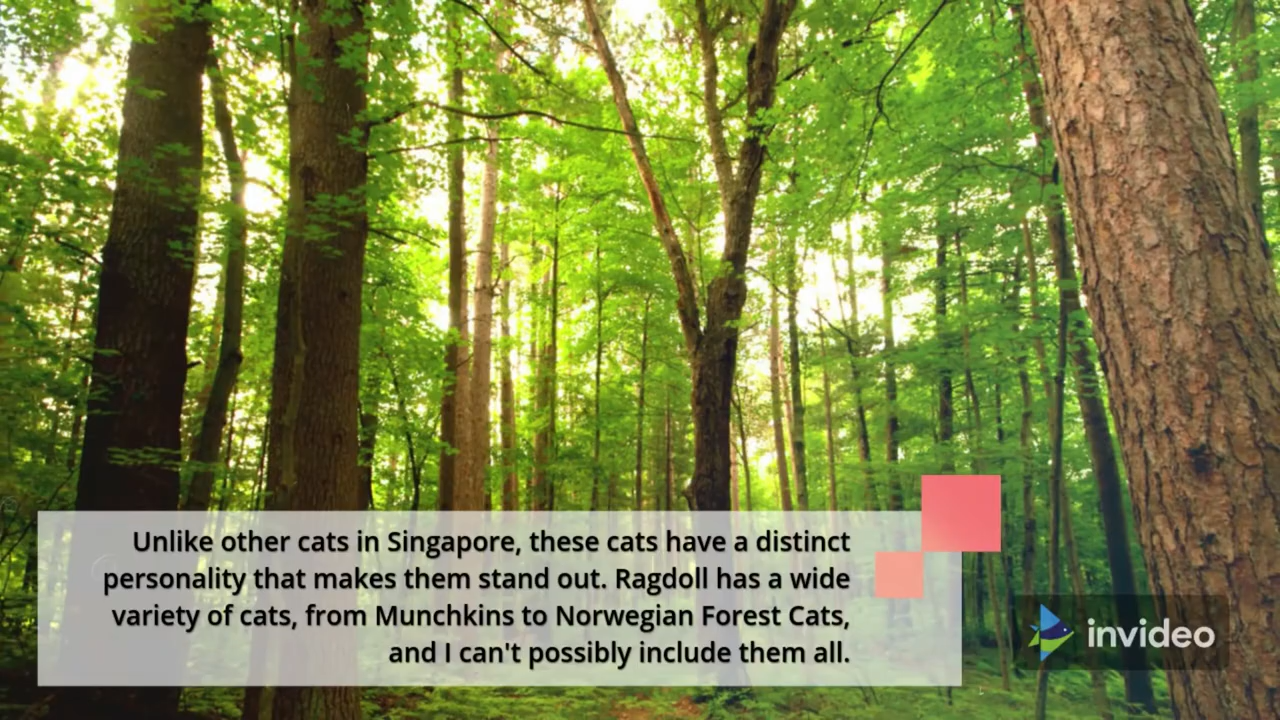 Unlike other cats in Singapore, these cats have a distinct
personality that makes them stand out. Ragdoll has a wide
variety of cats, from Munchkins to Norwegian Forest Cats,
and I can't possibly include them all.
invideo